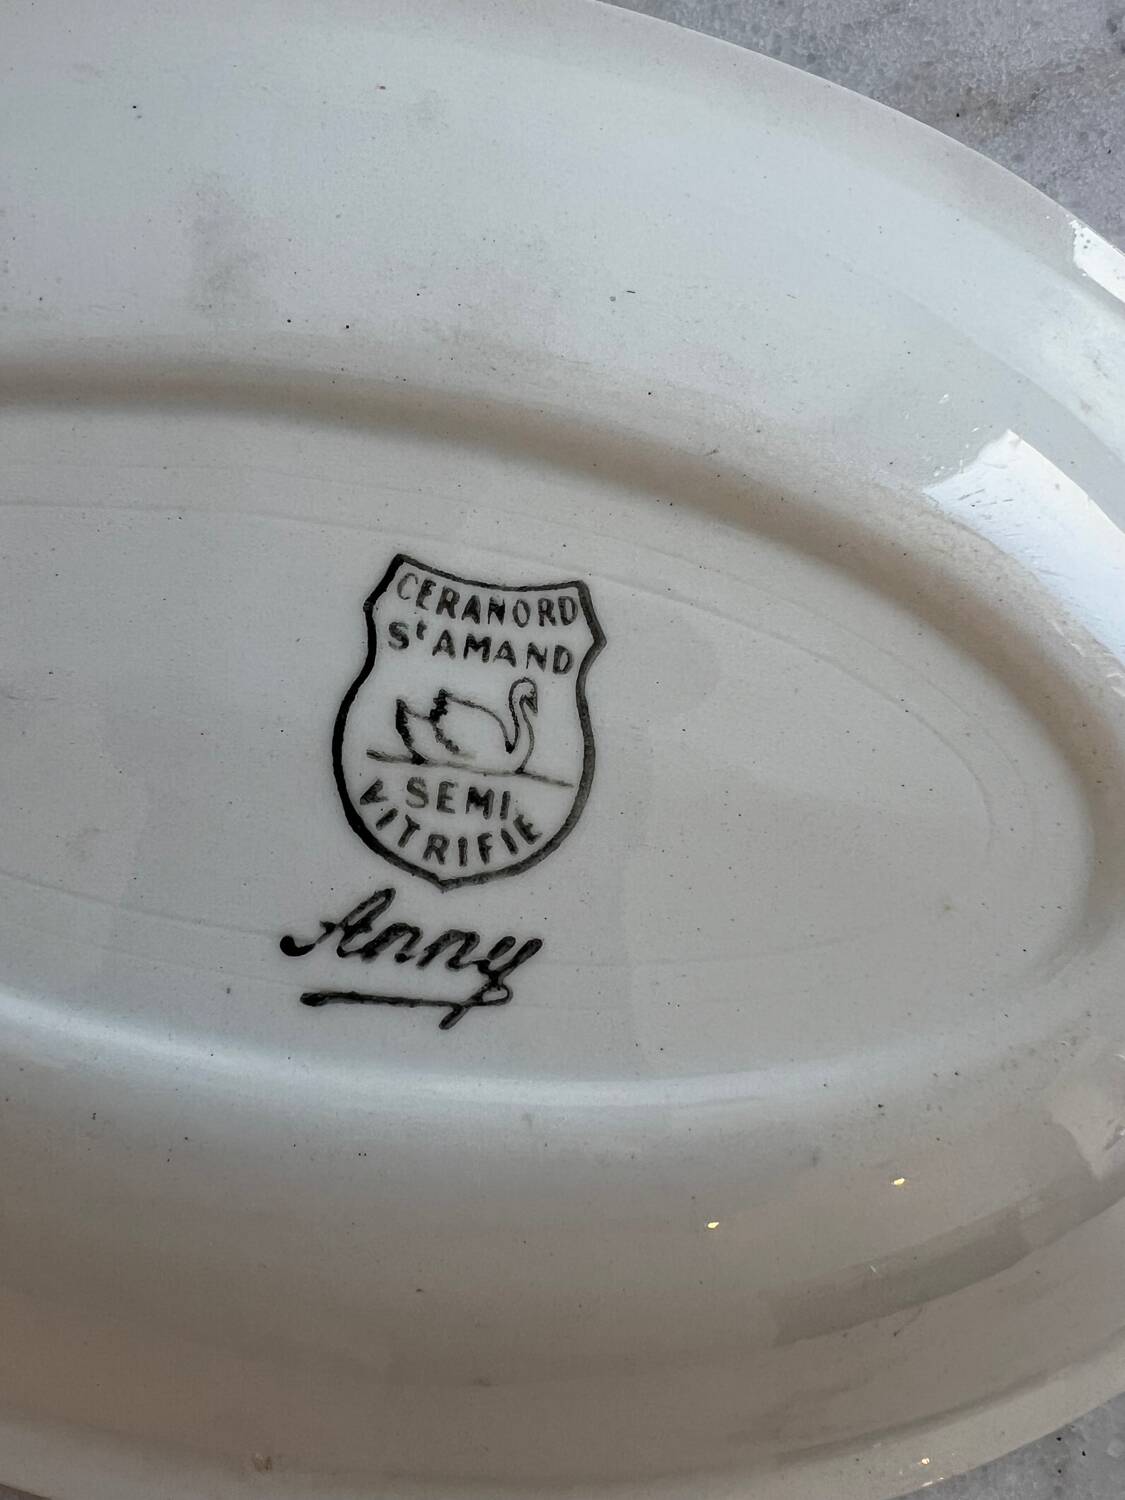 CERANORD
St AMAND
SEMI
VITRIFIE
Anny